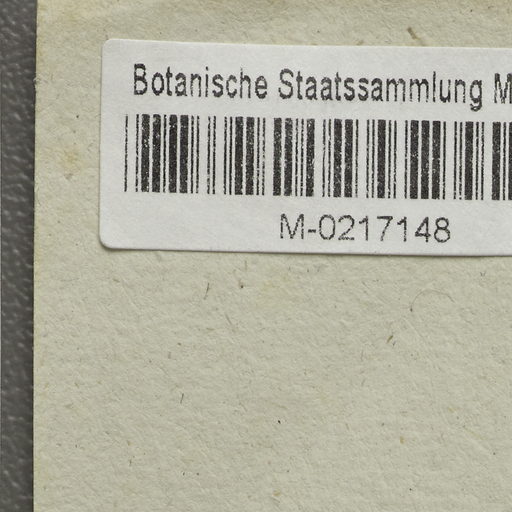 Botanische Staatssammlung M
M-0217148